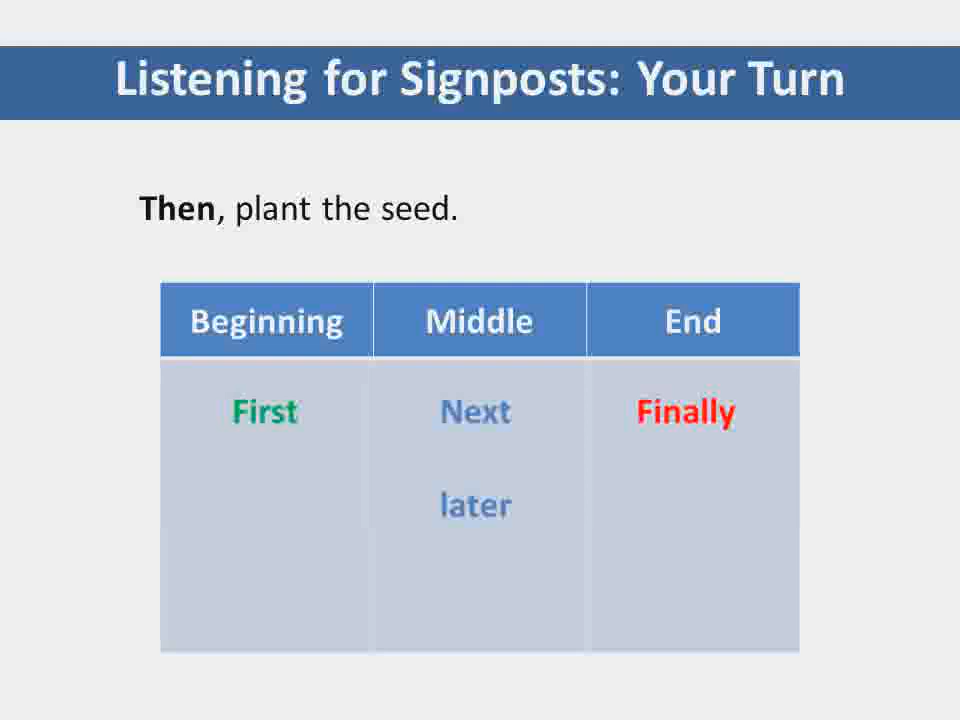 Listening for Signposts: Your Turn
Then, plant the seed.
Beginning Middle End
First Next Finally
later